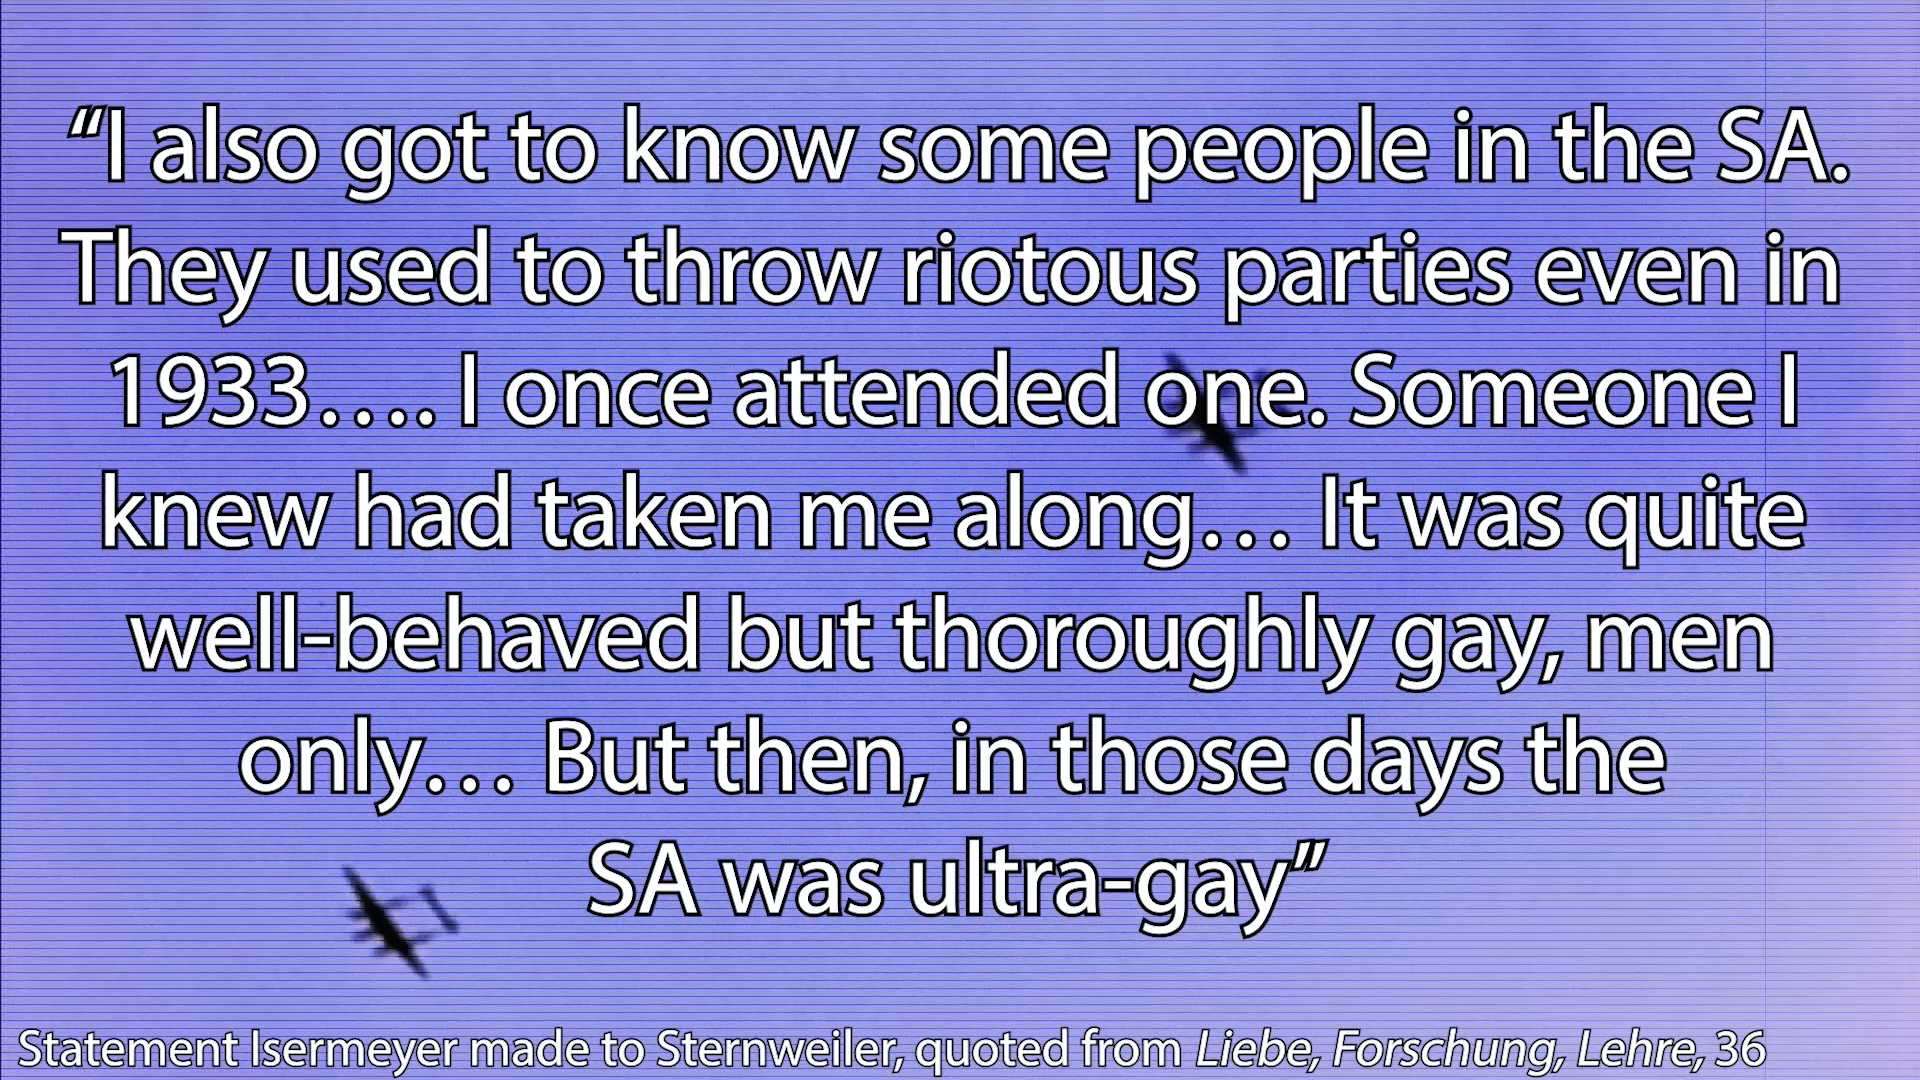 “I also got to know some people in the SA.
They used to throw riotous parties even in
1933…. I once attended one. Someone I
knew had taken me along… It was quite
well-behaved but thoroughly gay, men
only… But then, in those days the
SA was ultra-gay”
Statement Isermeyer made to Sternweiler, quoted from Liebe, Forschung, Lehre, 36